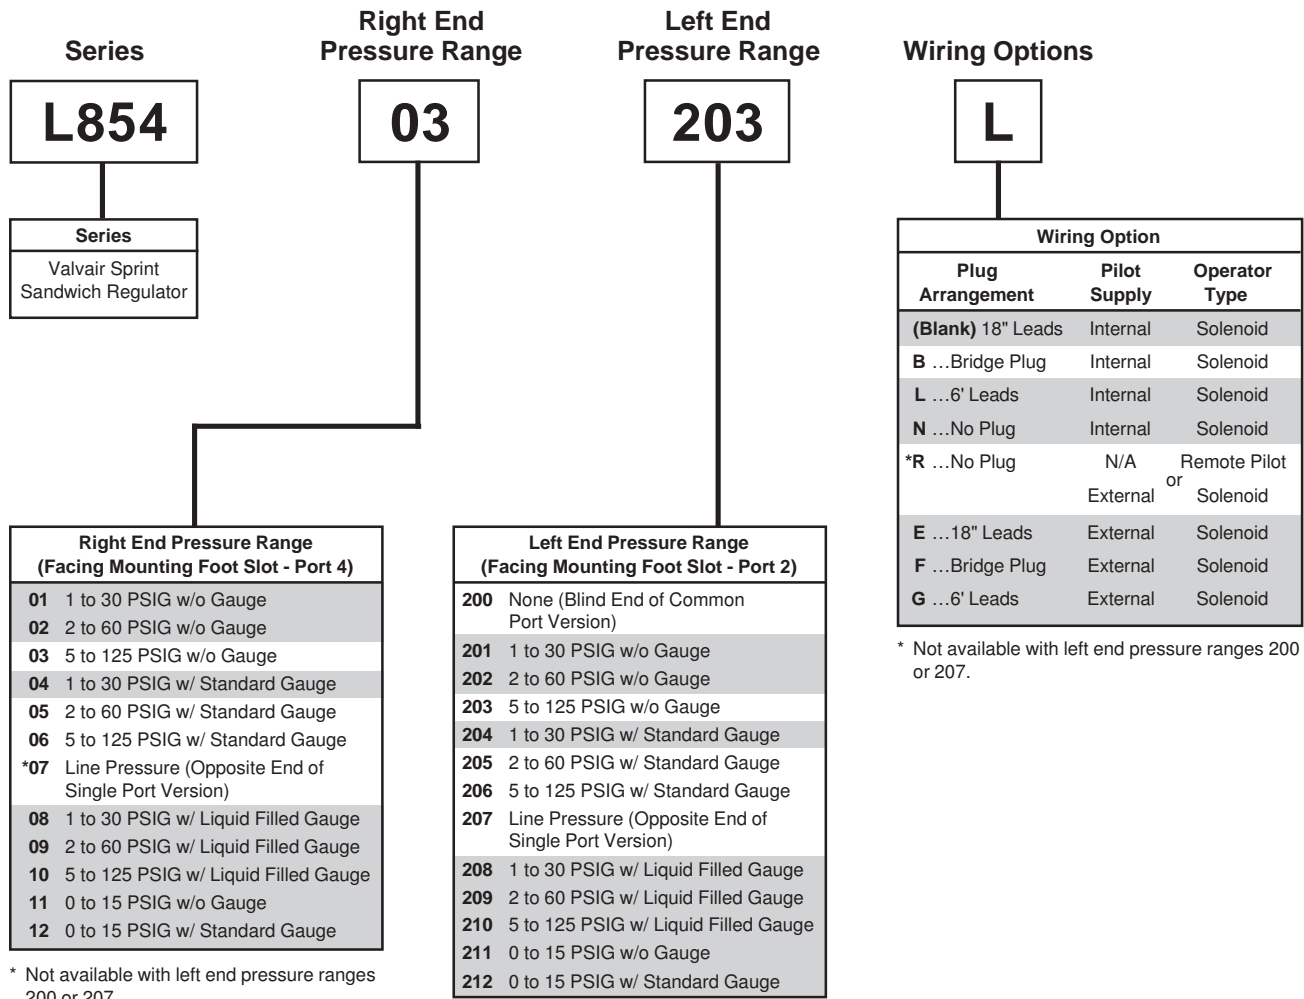 Series
Right End
Pressure Range
Left End
Pressure Range
Wiring Options
L854
03
203
L
Series
Valvair Sprint
Sandwich Regulator
Right End Pressure Range
(Facing Mounting Foot Slot - Port 4)
01 1 to 30 PSIG w/o Gauge
02 2 to 60 PSIG w/o Gauge
03 5 to 125 PSIG w/o Gauge
04 1 to 30 PSIG w/ Standard Gauge
05 2 to 60 PSIG w/ Standard Gauge
06 5 to 125 PSIG w/ Standard Gauge
*07 Line Pressure (Opposite End of
Single Port Version)
08 1 to 30 PSIG w/ Liquid Filled Gauge
09 2 to 60 PSIG w/ Liquid Filled Gauge
10 5 to 125 PSIG w/ Liquid Filled Gauge
11 0 to 15 PSIG w/o Gauge
12 0 to 15 PSIG w/ Standard Gauge
* Not available with left end pressure ranges
200 or 207.
Left End Pressure Range
(Facing Mounting Foot Slot - Port 2)
200 None (Blind End of Common
Port Version)
201 1 to 30 PSIG w/o Gauge
202 2 to 60 PSIG w/o Gauge
203 5 to 125 PSIG w/o Gauge
204 1 to 30 PSIG w/ Standard Gauge
205 2 to 60 PSIG w/ Standard Gauge
206 5 to 125 PSIG w/ Standard Gauge
207 Line Pressure (Opposite End of
Single Port Version)
208 1 to 30 PSIG w/ Liquid Filled Gauge
209 2 to 60 PSIG w/ Liquid Filled Gauge
210 5 to 125 PSIG w/ Liquid Filled Gauge
211 0 to 15 PSIG w/o Gauge
212 0 to 15 PSIG w/ Standard Gauge
Wiring Option
Plug Pilot Operator
Arrangement Supply Type
(Blank) 18" Leads Internal Solenoid
B …Bridge Plug Internal Solenoid
L …6' Leads Internal Solenoid
N …No Plug Internal Solenoid
*R …No Plug N/A Remote Pilot
or
External Solenoid
E …18" Leads External Solenoid
F …Bridge Plug External Solenoid
G …6' Leads External Solenoid
* Not available with left end pressure ranges 200
or 207.